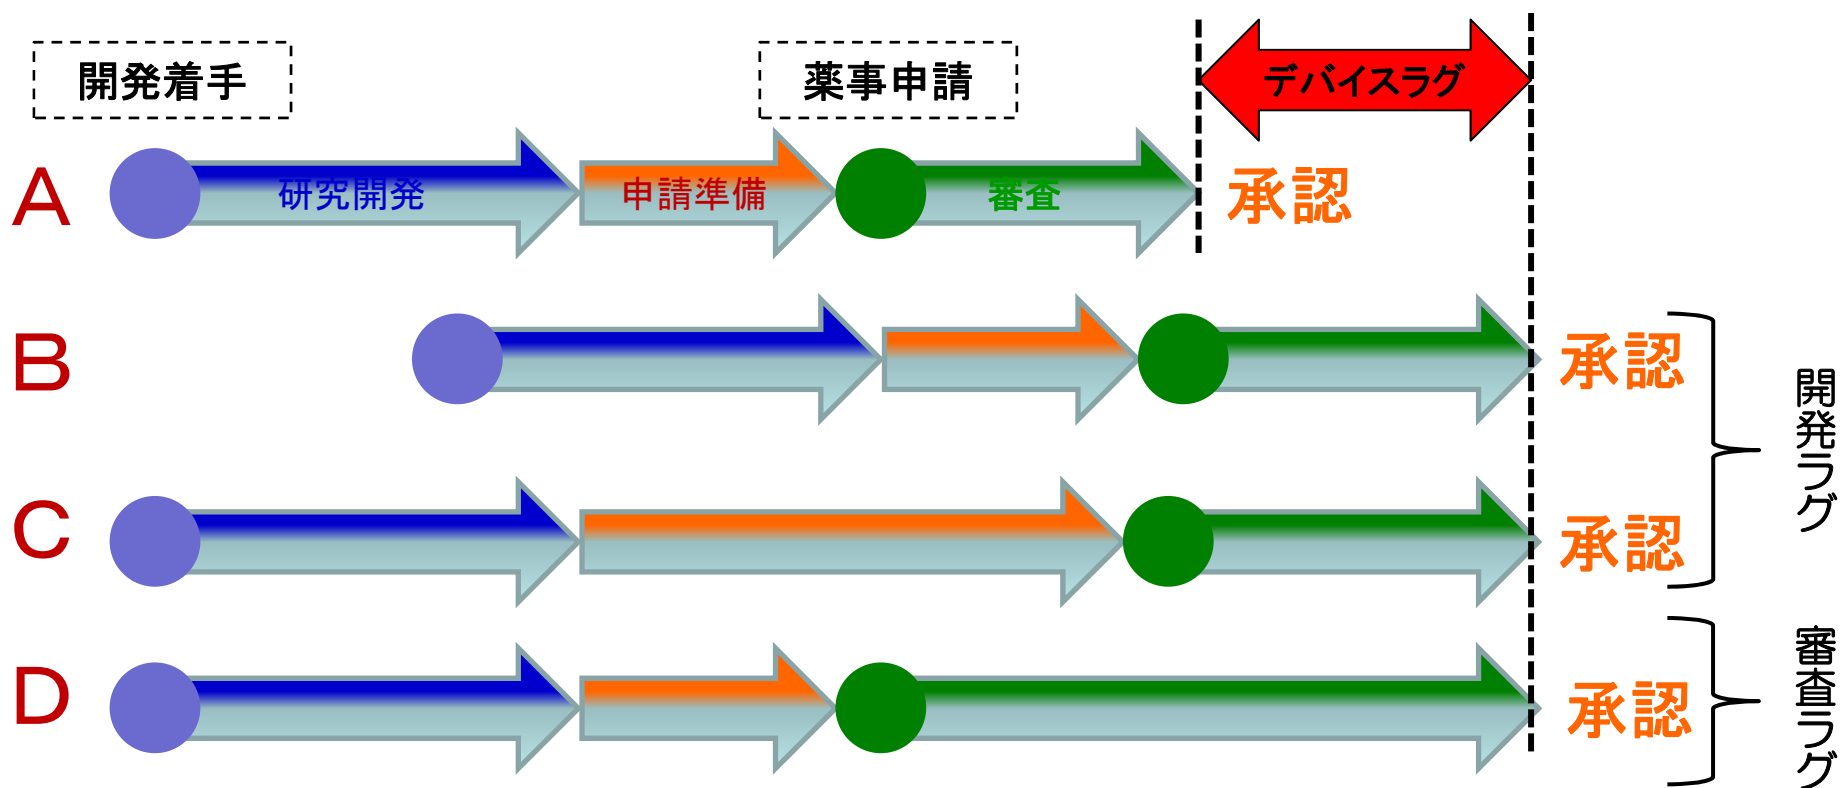 開発着手
薬事申請
デバイスラグ
A
研究開発
申請準備
審査
承認
B
承認
開発ラグ
C
承認
D
承認
審査ラグ